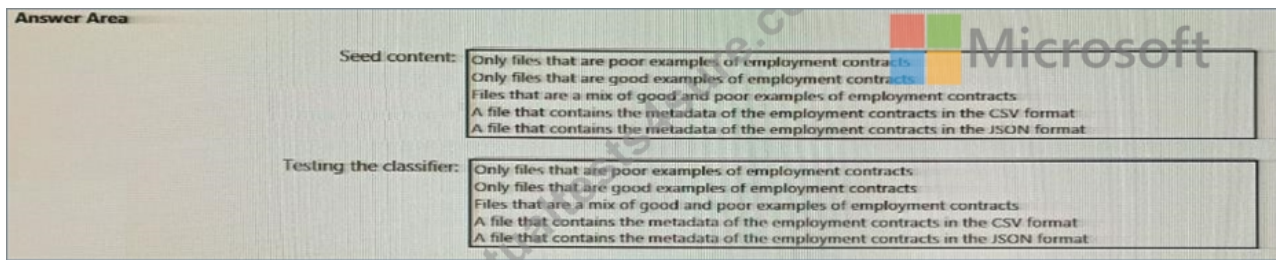 Answer Area
Microsoft
Seed content:
Only files that are poor examples of employment contracts
Only files that are good examples of employment contracts
Files that are a mix of good and poor examples of employment contracts
A file that contains the metadata of the employment contracts in the CSV format
A file that contains the metadata of the employment contracts in the JSON format
Testing the classifier:
Only files that are poor examples of employment contracts
Only files that are good examples of employment contracts
Files that are a mix of good and poor examples of employment contracts
A file that contains the metadata of the employment contracts in the CSV format
A file that contains the metadata of the employment contracts in the JSON format